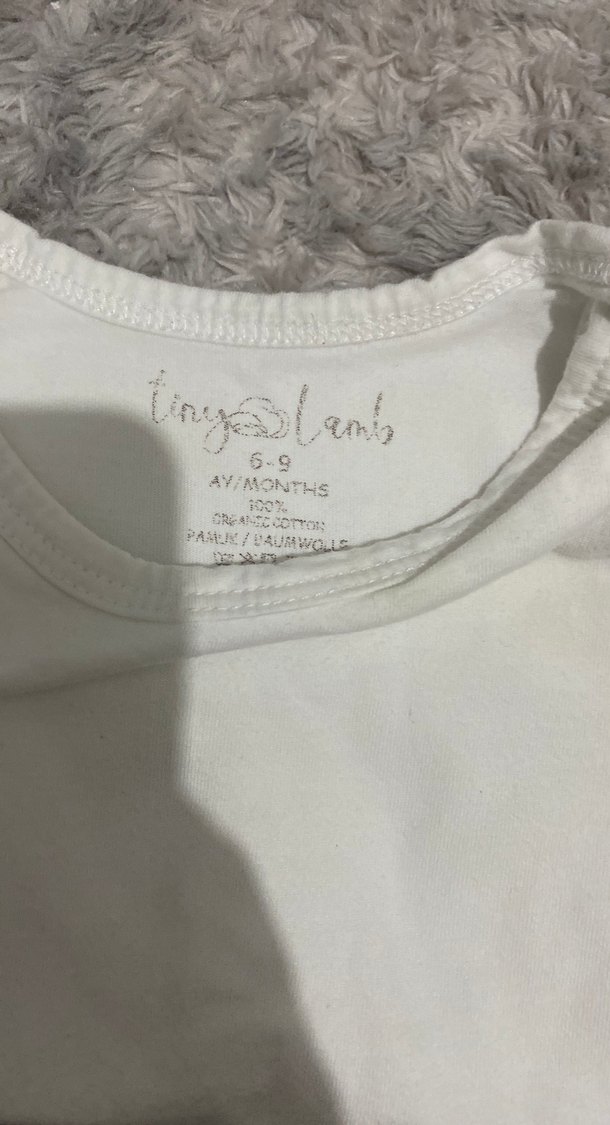 tiny lamb
6-9
AY/MONTHS
100%
ORGANIC COTTON
PAMUK / BAUMWOLLE